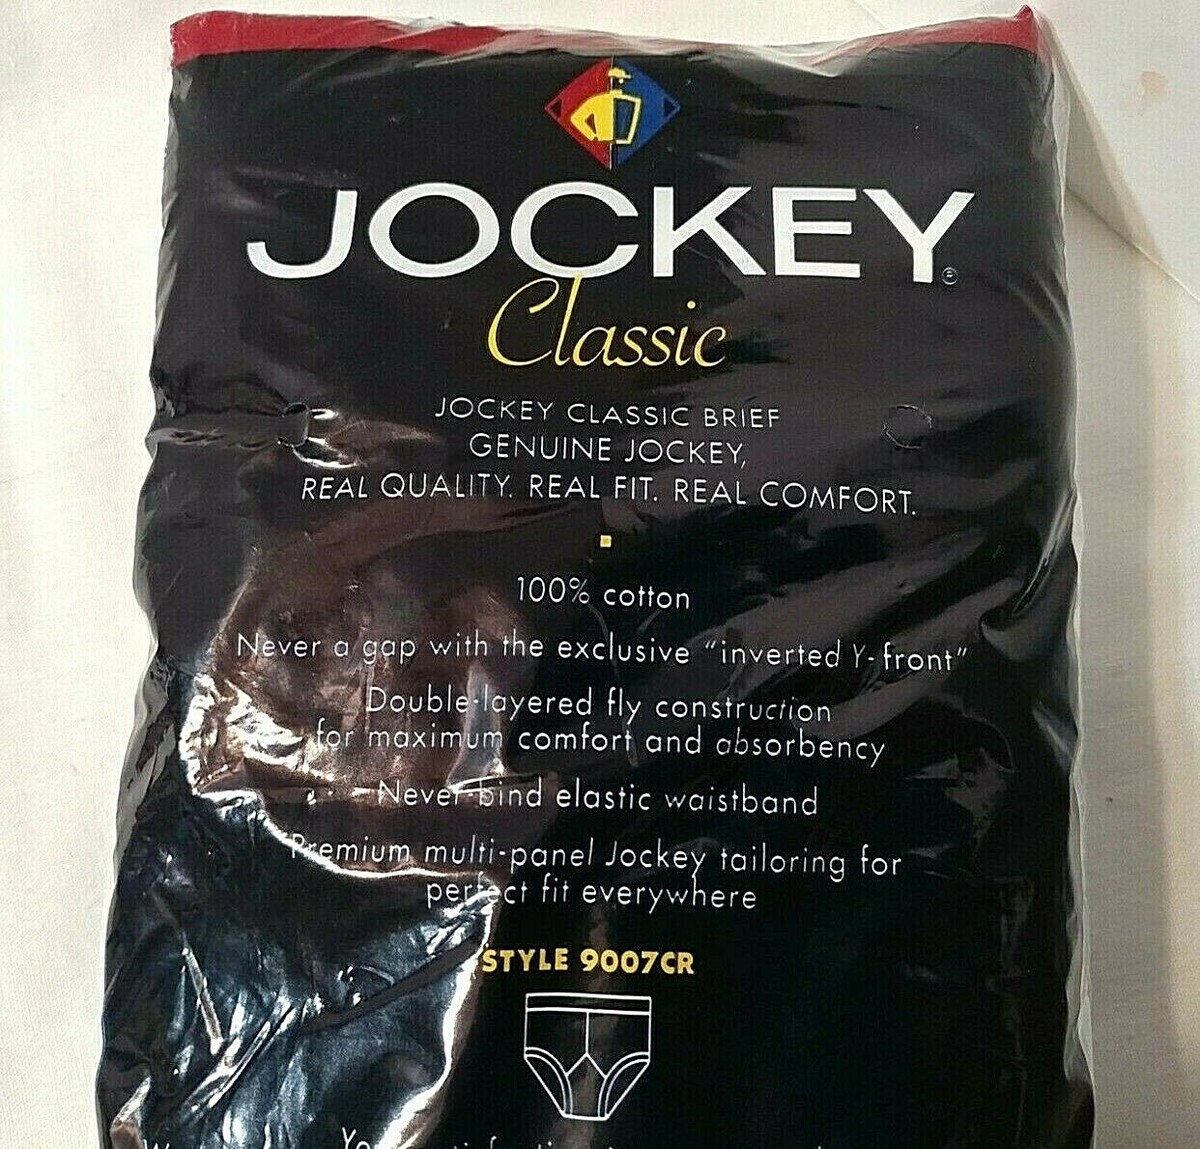 JOCKEY®
Classic
JOCKEY CLASSIC BRIEF
GENUINE JOCKEY,
REAL QUALITY. REAL FIT. REAL COMFORT.
100% cotton
Never a gap with the exclusive “inverted Y-front”
Double-layered fly construction
for maximum comfort and absorbency
Never-bind elastic waistband
Premium multi-panel Jockey tailoring for
perfect fit everywhere
STYLE 9007CR